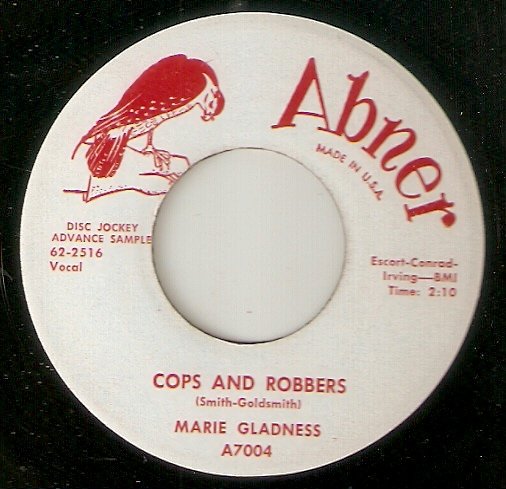 Abner
MADE IN U.S.A.
DISC JOCKEY
ADVANCE SAMPLE
62-2516
Vocal
Escort-Conrad-
Irving—BMI
Time: 2:10
COPS AND ROBBERS
(Smith-Goldsmith)
MARIE GLADNESS
A7004